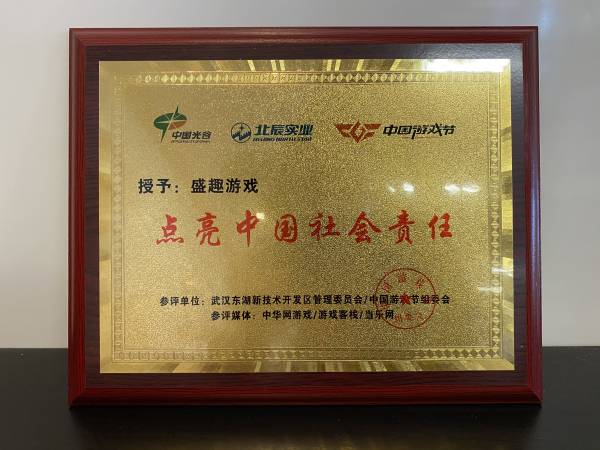 中国光谷 北辰实业 中国游戏节
授予：盛趣游戏
点亮中国社会责任
参评单位：武汉东湖新技术开发区管理委员会/中国游戏节组委会
参评媒体：中华网游戏/游戏客栈/当乐网